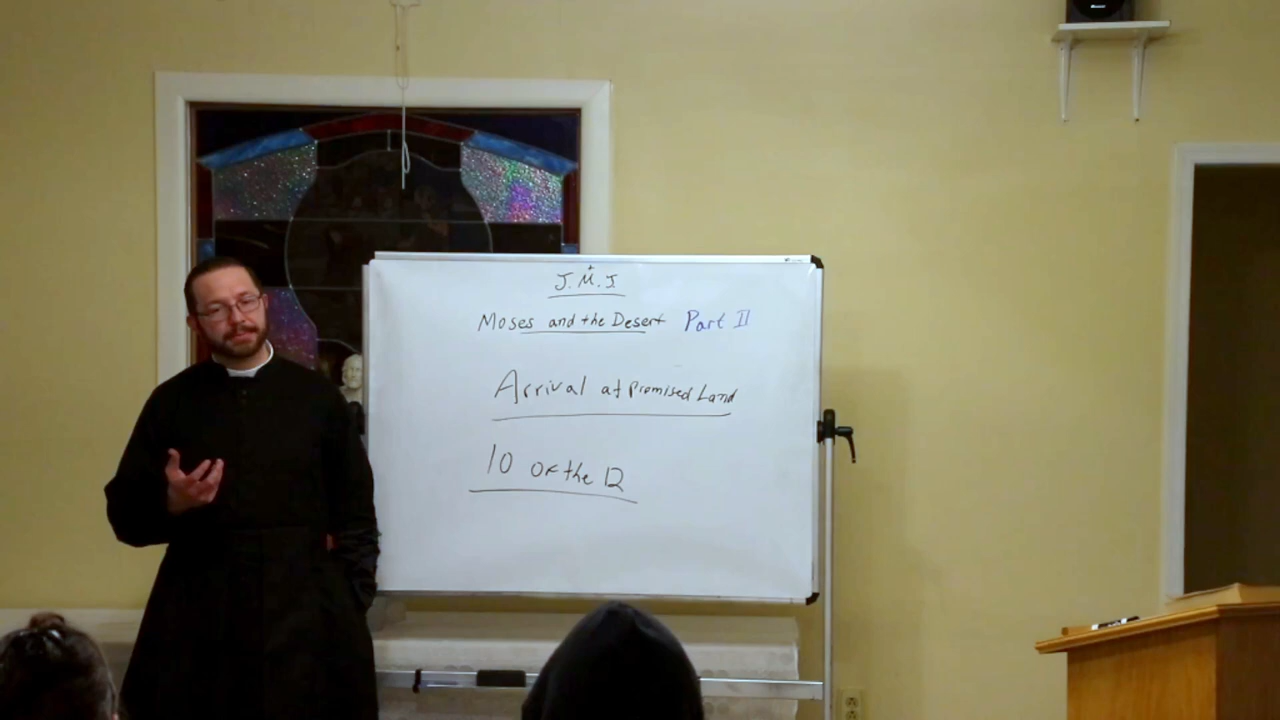 J.M.J.
Moses and the Desert Part II
Arrival at Promised Land
10 of the 12